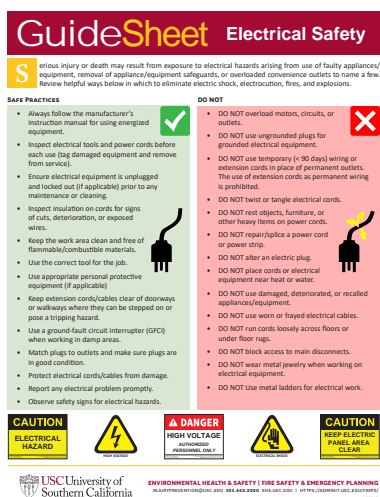 GuideSheet Electrical Safety
Serious injury or death may result from exposure to electrical hazards arising from use of faulty appliances/
equipment, removal of appliance/equipment safeguards, or overloaded convenience outlets to name a few.
Review helpful ways below in which to eliminate electric shock, electrocution, fires, and explosions.
SAFE PRACTICES
• Always follow the manufacturer's
instruction manual for using energized
equipment.
• Inspect electrical tools and power cords before
each use (tag damaged equipment and remove
from service).
• Ensure electrical equipment is unplugged
and locked out (if applicable) prior to any
maintenance or cleaning.
• Inspect insulation on cords for signs
of cuts, deterioration, or exposed
wires.
• Keep the work area clean and free of
flammable/combustible materials.
• Use the correct tool for the job.
• Use appropriate personal protective
equipment (if applicable)
• Keep extension cords/cables clear of doorways
or walkways where they can be stepped on or
pose a tripping hazard.
• Use a ground-fault circuit interrupter (GFCI)
when working in damp areas.
• Match plugs to outlets and make sure plugs are
in good condition.
• Protect electrical cords/cables from damage.
• Report any electrical problem promptly.
• Observe safety signs for electrical hazards.
DO NOT
• DO NOT overload motors, circuits, or
outlets.
• DO NOT use ungrounded plugs for
grounded electrical equipment.
• DO NOT use temporary (< 90 days) wiring or
extension cords in place of permanent outlets.
The use of extension cords as permanent wiring
is prohibited.
• DO NOT twist or tangle electrical cords.
• DO NOT rest objects, furniture, or
other heavy items on power cords.
• DO NOT repair/splice a power cord
or power strip.
• DO NOT alter an electric plug.
• DO NOT place cords or electrical
equipment near heat or water.
• DO NOT use damaged, deteriorated, or recalled
appliances/equipment.
• DO NOT use worn or frayed electrical cables.
• DO NOT run cords loosely across floors or
under floor rugs.
• DO NOT block access to main disconnects.
• DO NOT wear metal jewelry when working on
electrical equipment.
• DO NOT Use metal ladders for electrical work.
CAUTION
ELECTRICAL
HAZARD
HIGH VOLTAGE
DANGER
HIGH VOLTAGE
AUTHORIZED
PERSONNEL ONLY
ELECTRICAL SHOCK
CAUTION
KEEP ELECTRIC
PANEL AREA
CLEAR
USC University of
Southern California
ENVIRONMENTAL HEALTH & SAFETY | FIRE SAFETY & EMERGENCY PLANNING
INJURYPREVENTION@USC.EDU 323.442.2200 EHS.USC.EDU | HTTPS://ADMINIT.USC.EDU/FSEP1/